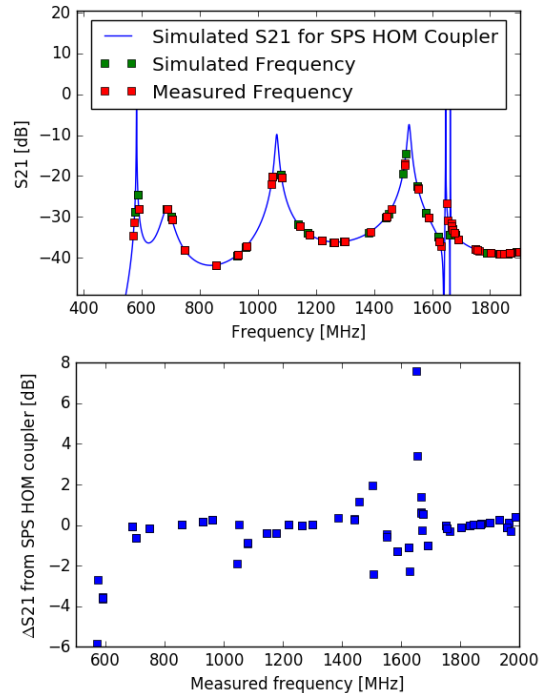 20
10
0
−10
−20
−30
−40
S21 [dB]
Simulated S21 for SPS HOM Coupler
Simulated Frequency
Measured Frequency
400 600 800 1000 1200 1400 1600 1800
Frequency [MHz]
8
6
4
2
0
−2
−4
−6
ΔS21 from SPS HOM coupler [dB]
600 800 1000 1200 1400 1600 1800 2000
Measured frequency [MHz]